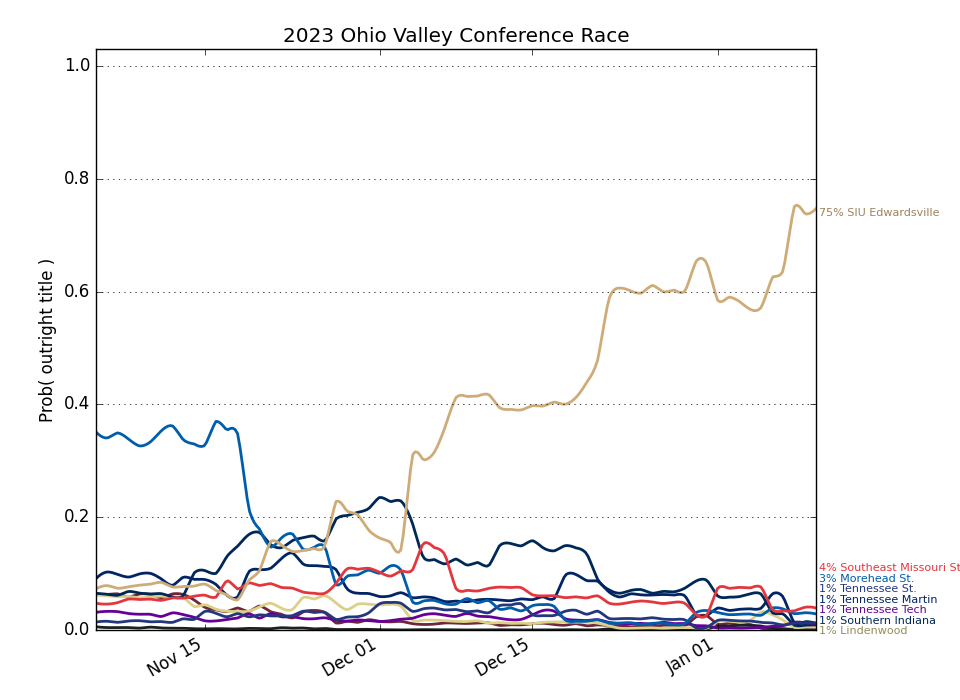 2023 Ohio Valley Conference Race
1.0
0.8
0.6
0.4
0.2
0.0
Prob( outright title )
Nov 15
Dec 01
Dec 15
Jan 01
75% SIU Edwardsville
4% Southeast Missouri St
3% Morehead St.
1% Tennessee St.
1% Tennessee Martin
1% Tennessee Tech
1% Southern Indiana
1% Lindenwood